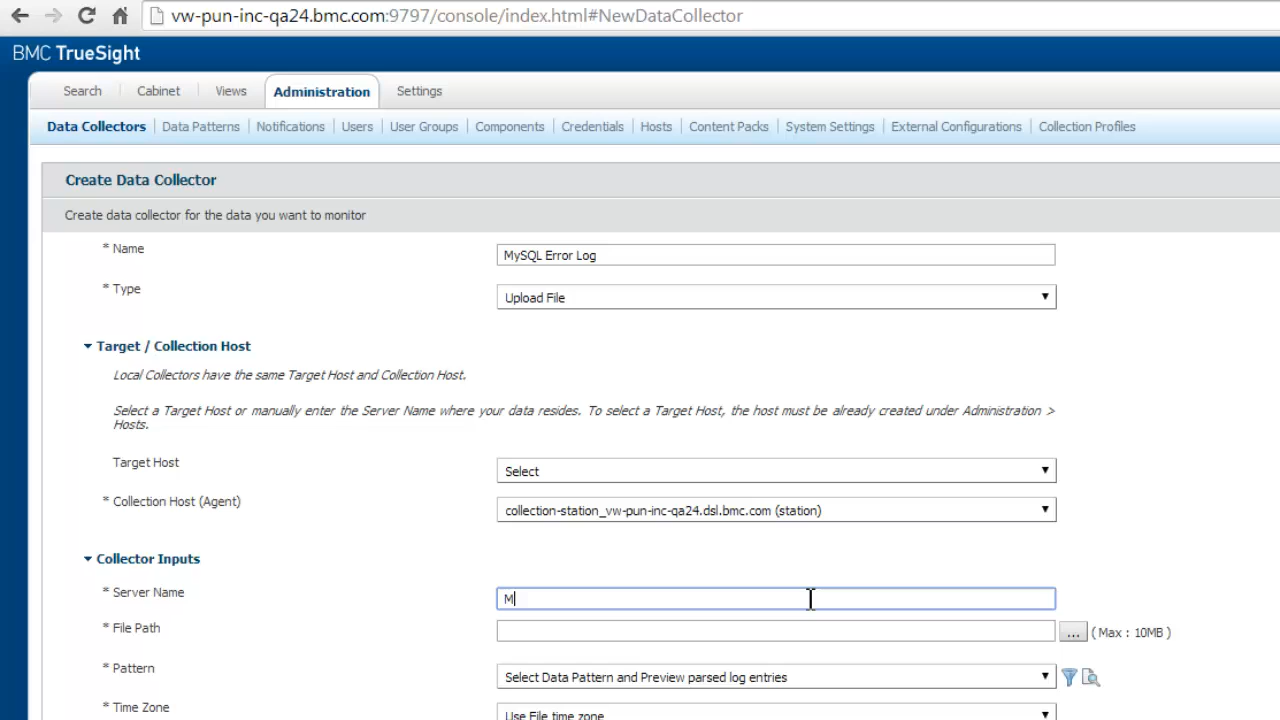 vw-pun-inc-qa24.bmc.com:9797/console/index.html#NewDataCollector
BMC TrueSight
Search Cabinet Views Administration Settings
Data Collectors Data Patterns Notifications Users User Groups Components Credentials Hosts Content Packs System Settings External Configurations Collection Profiles
Create Data Collector
Create data collector for the data you want to monitor
* Name MySQL Error Log
* Type Upload File
Target / Collection Host
Local Collectors have the same Target Host and Collection Host.
Select a Target Host or manually enter the Server Name where your data resides. To select a Target Host, the host must be already created under Administration >
Hosts.
Target Host Select
* Collection Host (Agent) collection-station_vw-pun-inc-qa24.dsl.bmc.com (station)
Collector Inputs
* Server Name M
* File Path ... ( Max : 10MB )
* Pattern Select Data Pattern and Preview parsed log entries
* Time Zone Use File time zone